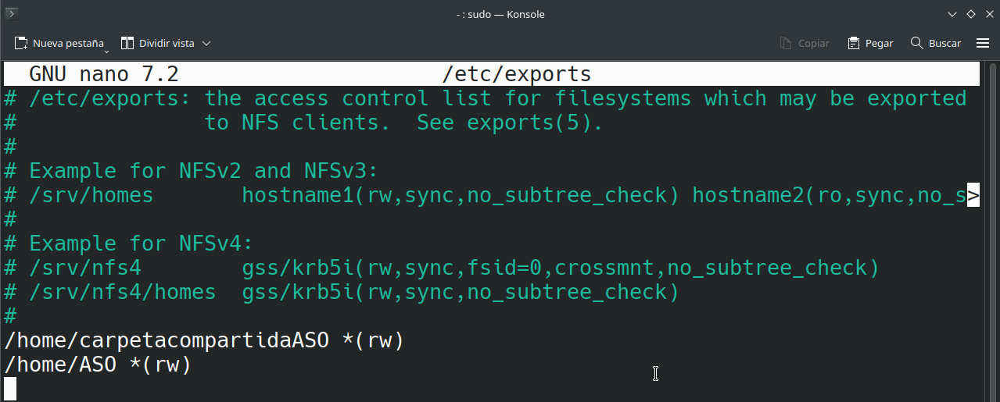 - : sudo — Konsole
Nueva pestaña Dividir vista Copiar Pegar Buscar
GNU nano 7.2 /etc/exports
# /etc/exports: the access control list for filesystems which may be exported
# to NFS clients. See exports(5).
#
# Example for NFSv2 and NFSv3:
# /srv/homes hostname1(rw,sync,no_subtree_check) hostname2(ro,sync,no_s>
#
# Example for NFSv4:
# /srv/nfs4 gss/krb5i(rw,sync,fsid=0,crossmnt,no_subtree_check)
# /srv/nfs4/homes gss/krb5i(rw,sync,no_subtree_check)
#
/home/carpetacompartidaASO *(rw)
/home/ASO *(rw)